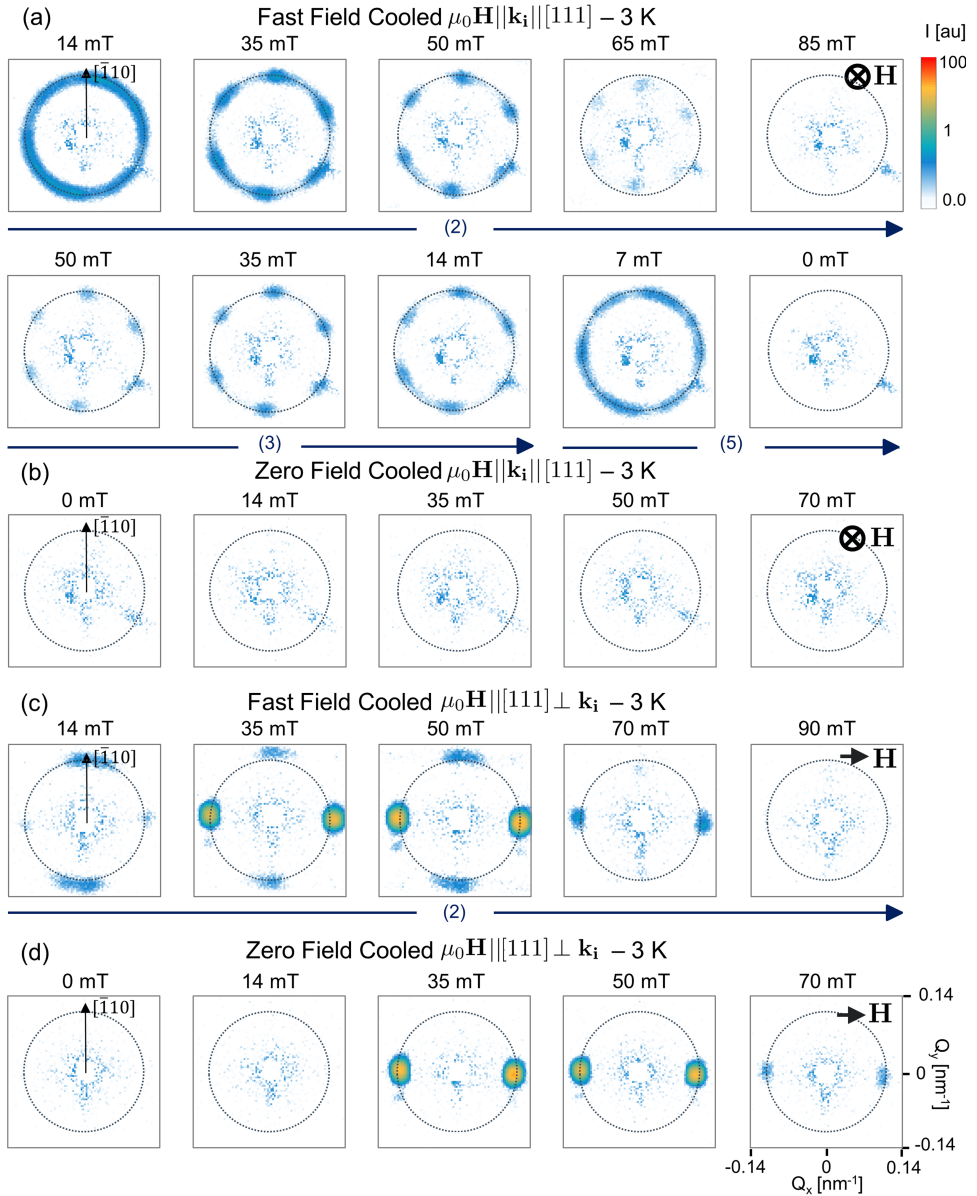 (a) Fast Field Cooled μ₀H||kᵢ||[111] – 3 K
14 mT 35 mT 50 mT 65 mT 85 mT
I [au]
[1̅10]
⊗ H
100
1
0.0
(2)
50 mT 35 mT 14 mT 7 mT 0 mT
(3) (5)
(b) Zero Field Cooled μ₀H||kᵢ||[111] – 3 K
0 mT 14 mT 35 mT 50 mT 70 mT
[1̅10]
⊗ H
(c) Fast Field Cooled μ₀H||[111] ⊥ kᵢ – 3 K
14 mT 35 mT 50 mT 70 mT 90 mT
[1̅10]
H
(2)
(d) Zero Field Cooled μ₀H||[111] ⊥ kᵢ – 3 K
0 mT 14 mT 35 mT 50 mT 70 mT
[1̅10]
H
0.14
0
-0.14
Qy [nm⁻¹]
-0.14 0 0.14
Qₓ [nm⁻¹]